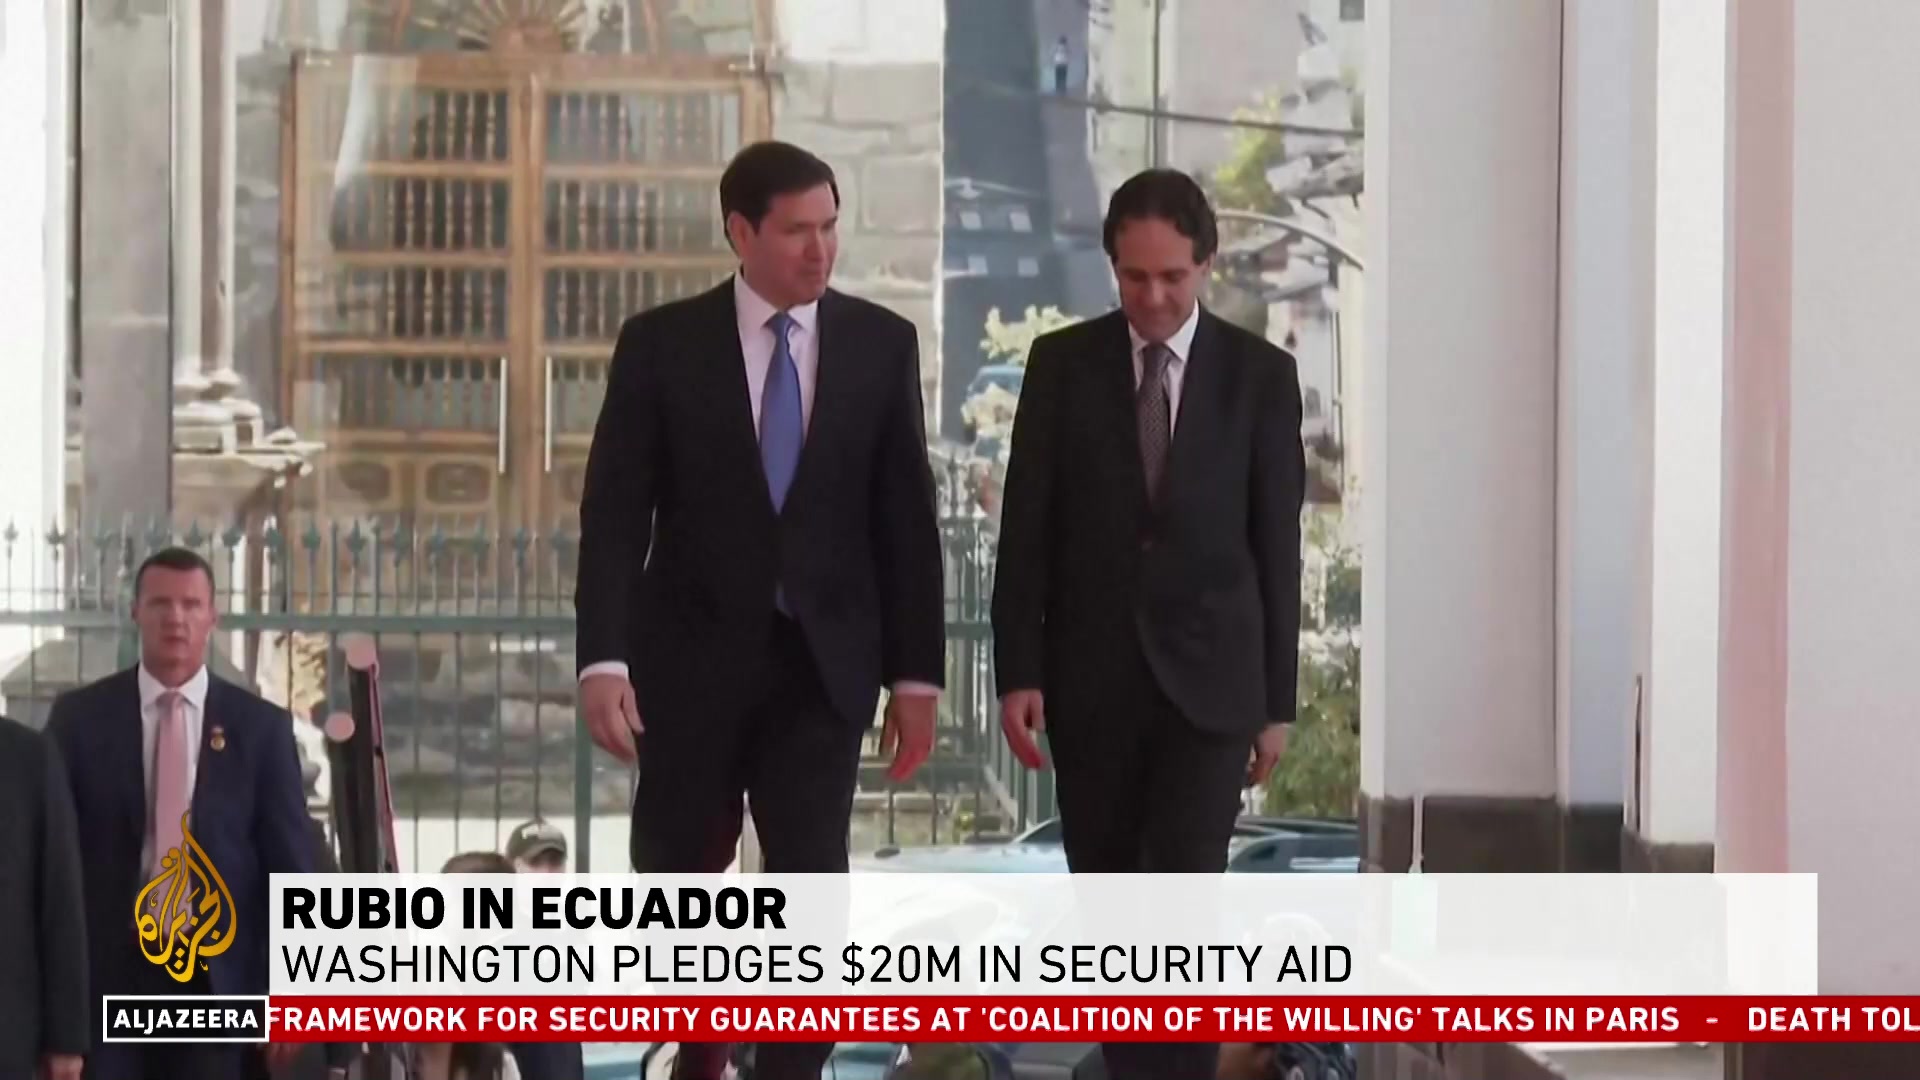 RUBIO IN ECUADOR
WASHINGTON PLEDGES $20M IN SECURITY AID
ALJAZEERA
FRAMEWORK FOR SECURITY GUARANTEES AT 'COALITION OF THE WILLING' TALKS IN PARIS - DEATH TOL